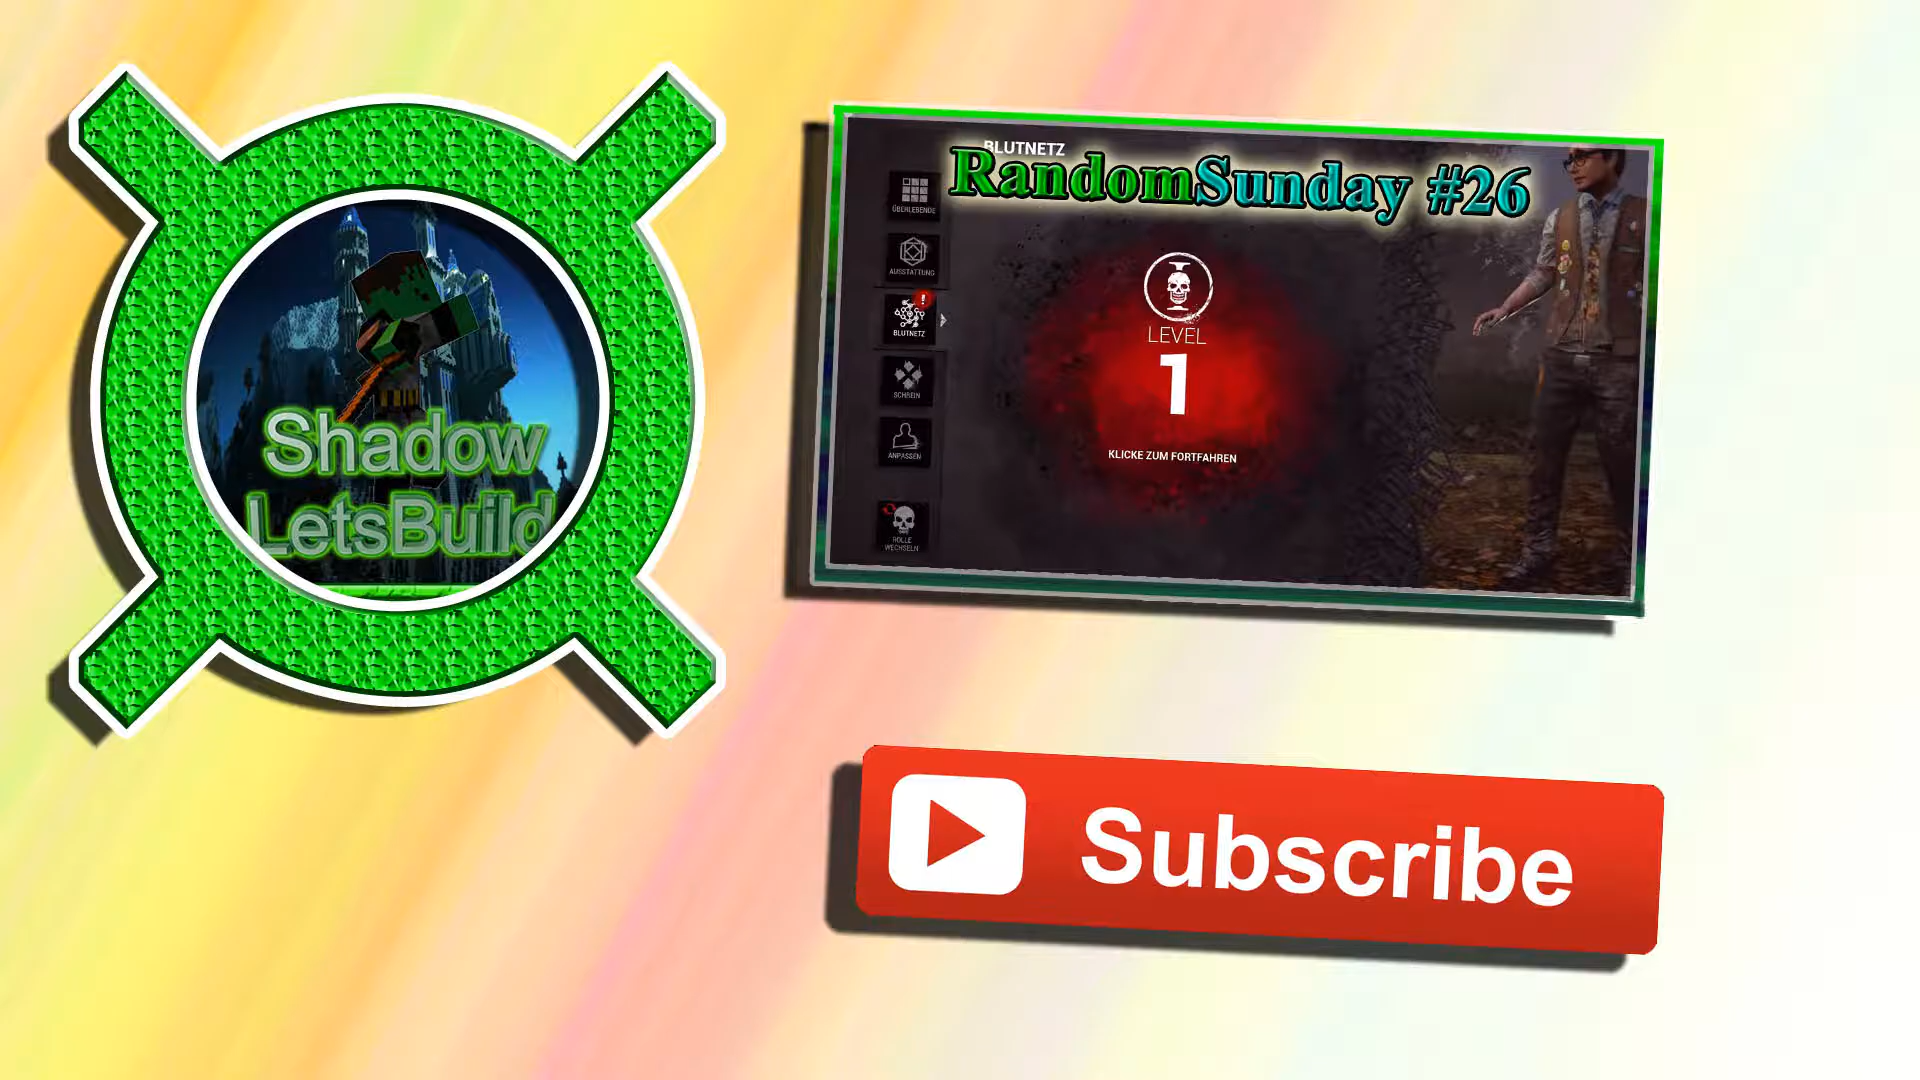 Shadow
LetsBuild
BLUTNETZ
RandomSunday #26
ÜBERLEBENDE
AUSSTATTUNG
BLUTNETZ
SCHREIN
ANPASSEN
ROLLE
WECHSELN
LEVEL
1
KLICKE ZUM FORTFAHREN
Subscribe